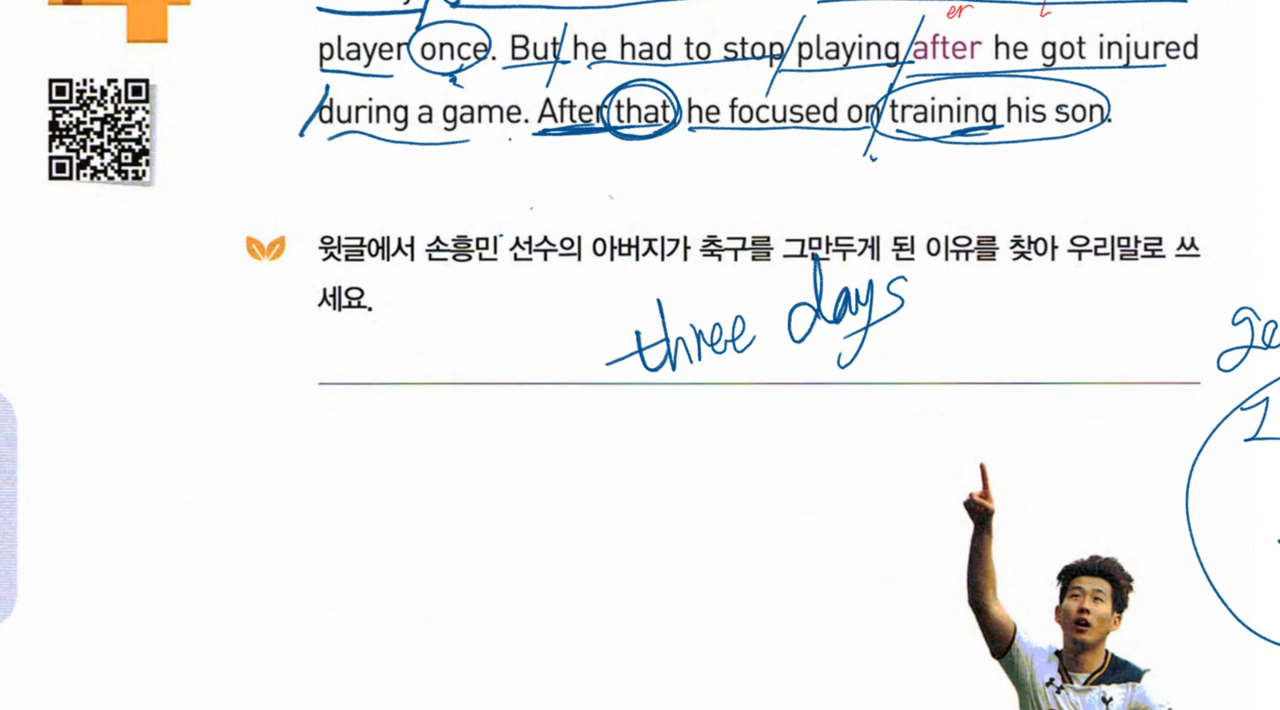 er
player once. But he had to stop playing after he got injured
during a game. After that he focused on training his son.
윗글에서 손흥민 선수의 아버지가 축구를 그만두게 된 이유를 찾아 우리말로 쓰
세요.
three days